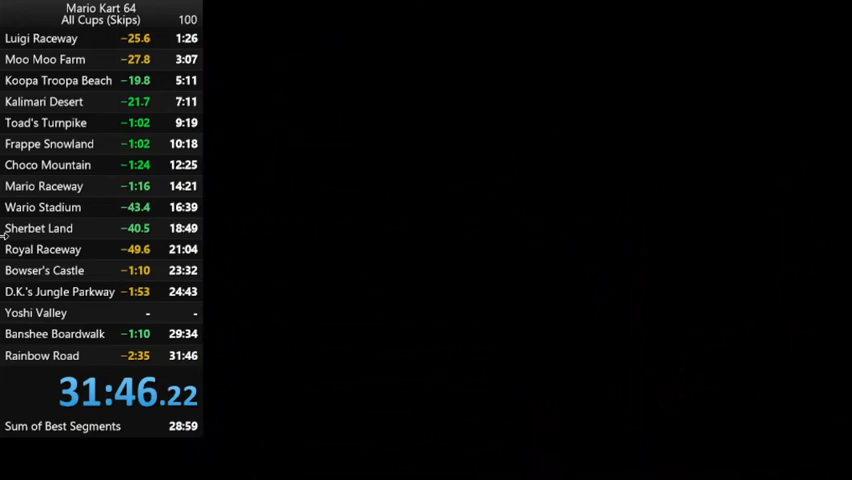 Mario Kart 64
All Cups (Skips) 100
Luigi Raceway −25.6 1:26
Moo Moo Farm −27.8 3:07
Koopa Troopa Beach −19.8 5:11
Kalimari Desert −21.7 7:11
Toad's Turnpike −1:02 9:19
Frappe Snowland −1:02 10:18
Choco Mountain −1:24 12:25
Mario Raceway −1:16 14:21
Wario Stadium −43.4 16:39
Sherbet Land −40.5 18:49
Royal Raceway −49.6 21:04
Bowser's Castle −1:10 23:32
D.K.'s Jungle Parkway −1:53 24:43
Yoshi Valley - -
Banshee Boardwalk −1:10 29:34
Rainbow Road −2:35 31:46
31:46.22
Sum of Best Segments 28:59